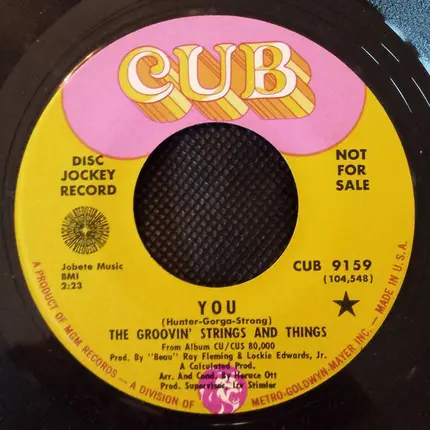 CUB
DISC
JOCKEY
RECORD
NOT
FOR
SALE
Jobete Music
BMI
2:23
CUB 9159
(104,548)
YOU
(Hunter-Gorga-Strong)
THE GROOVIN' STRINGS AND THINGS
From Album CU/CUS 80,000
Prod. By "Beau" Ray Fleming & Lockie Edwards, Jr.
A Calculated Prod.
Arr. And Cond. By Horace Ott
Prod. Supervisor, Irv Stimler
A PRODUCT OF MGM RECORDS — A DIVISION OF METRO-GOLDWYN-MAYER INC. — MADE IN U.S.A.